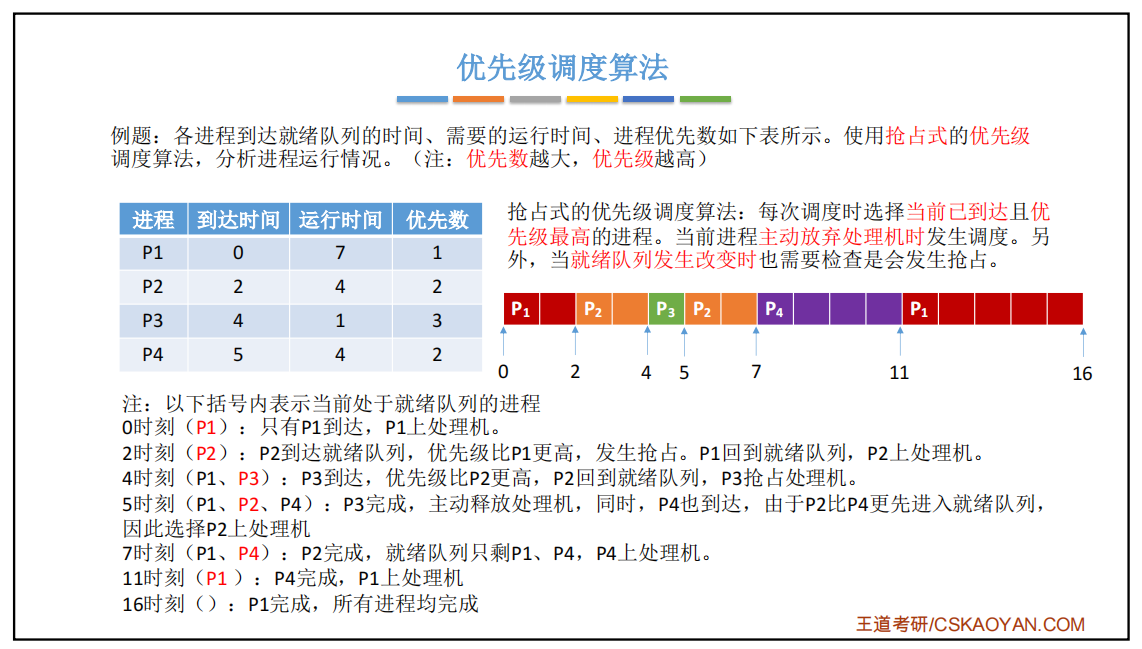 优先级调度算法
例题：各进程到达就绪队列的时间、需要的运行时间、进程优先数如下表所示。使用抢占式的优先级
调度算法，分析进程运行情况。（注：优先数越大，优先级越高）
进程 到达时间 运行时间 优先数
P1 0 7 1
P2 2 4 2
P3 4 1 3
P4 5 4 2
抢占式的优先级调度算法：每次调度时选择当前已到达且优
先级最高的进程。当前进程主动放弃处理机时发生调度。另
外，当就绪队列发生改变时也需要检查是会发生抢占。
P1 P2 P3 P2 P4 P1
0 2 4 5 7 11 16
注：以下括号内表示当前处于就绪队列的进程
0时刻（P1）：只有P1到达，P1上处理机。
2时刻（P2）：P2到达就绪队列，优先级比P1更高，发生抢占。P1回到就绪队列，P2上处理机。
4时刻（P1、P3）：P3到达，优先级比P2更高，P2回到就绪队列，P3抢占处理机。
5时刻（P1、P2、P4）：P3完成，主动释放处理机，同时，P4也到达，由于P2比P4更先进入就绪队列，
因此选择P2上处理机
7时刻（P1、P4）：P2完成，就绪队列只剩P1、P4，P4上处理机。
11时刻（P1 ）：P4完成，P1上处理机
16时刻（）：P1完成，所有进程均完成
王道考研/CSKAOYAN.COM